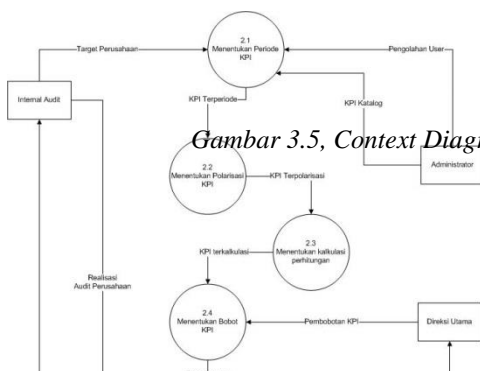 2.1
Menentukan Periode
KPI
Target Perusahaan
Pengolahan User
Internal Audit
KPI Terperiode
KPI Katalog
Gambar 3.5, Context Diagr
Administrator
2.2
Menentukan Polarisasi
KPI
KPI Terpolarisasi
2.3
Menentukan kalkulasi
perhitungan
KPI terkalkulasi
Realisasi
Audit Perusahaan
2.4
Menentukan Bobot
KPI
Pembobotan KPI
Direksi Utama